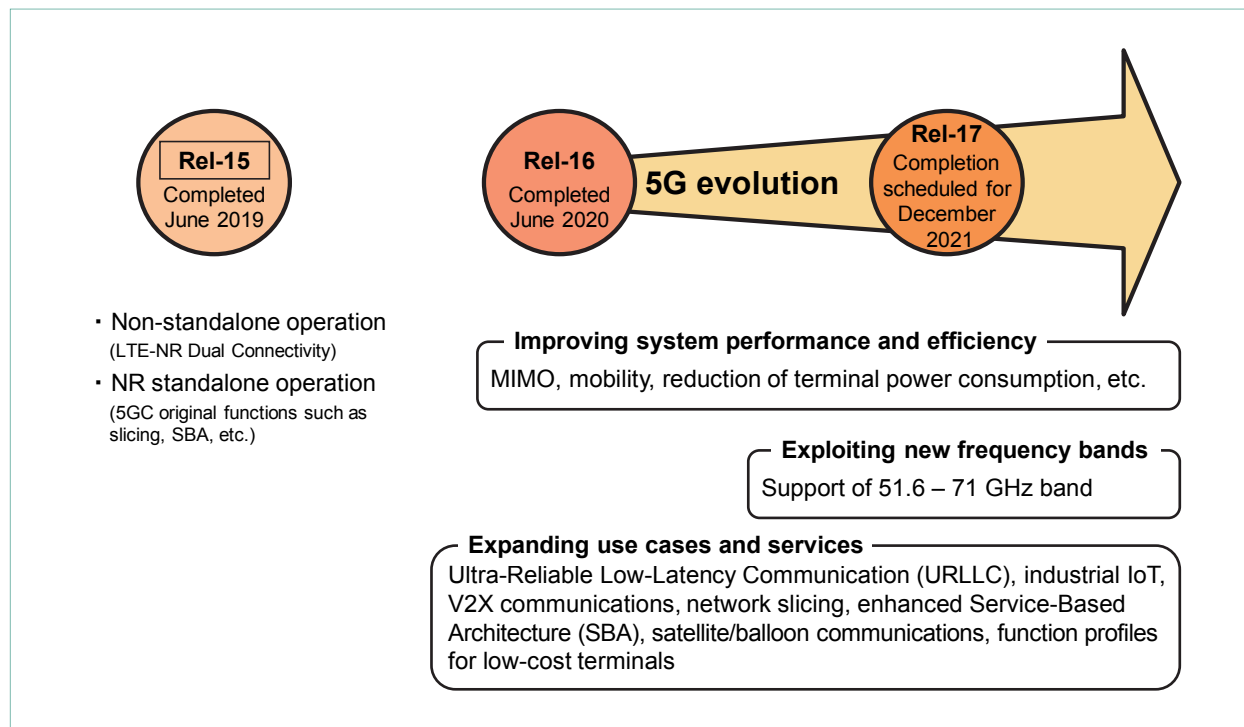 Rel-15
Completed
June 2019
Rel-16
Completed
June 2020
5G evolution
Rel-17
Completion
scheduled for
December
2021
・Non-standalone operation
(LTE-NR Dual Connectivity)
・NR standalone operation
(5GC original functions such as
slicing, SBA, etc.)
Improving system performance and efficiency
MIMO, mobility, reduction of terminal power consumption, etc.
Exploiting new frequency bands
Support of 51.6 – 71 GHz band
Expanding use cases and services
Ultra-Reliable Low-Latency Communication (URLLC), industrial IoT,
V2X communications, network slicing, enhanced Service-Based
Architecture (SBA), satellite/balloon communications, function profiles
for low-cost terminals